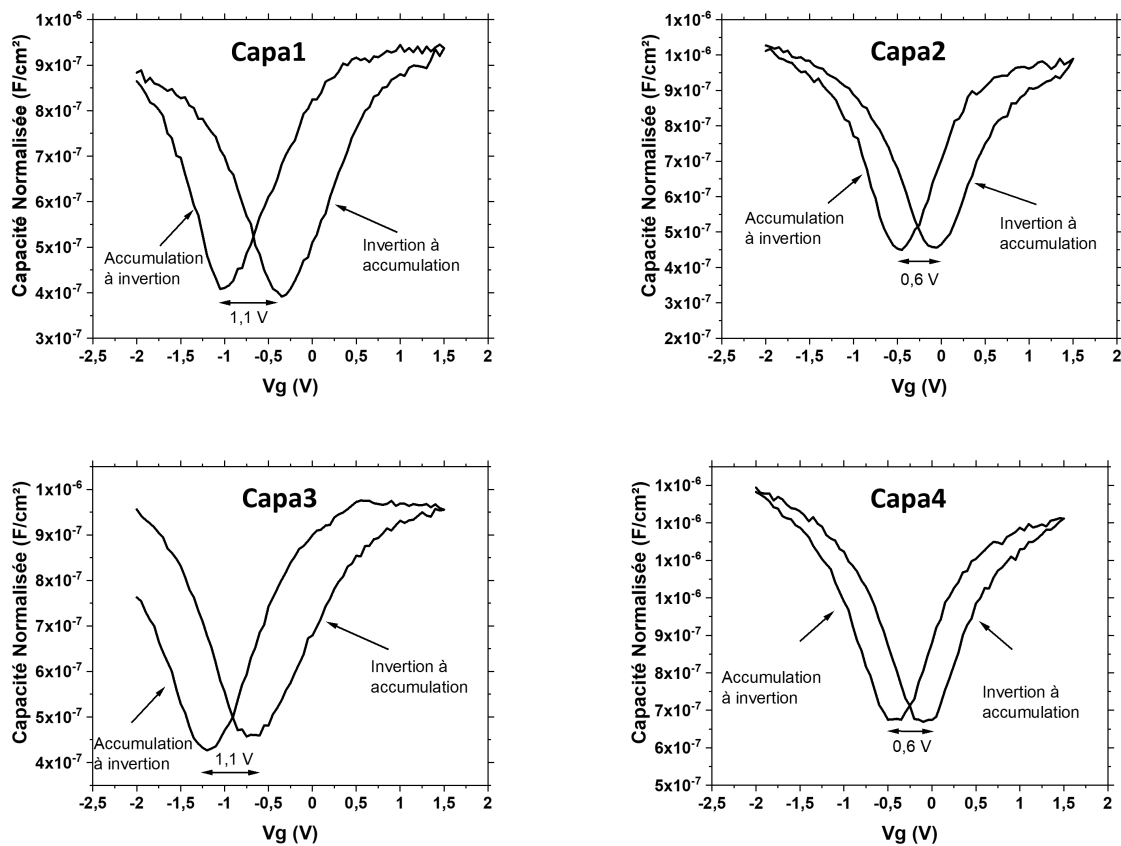 Capa1
Capacité Normalisée (F/cm²)
1x10⁻⁶
9x10⁻⁷
8x10⁻⁷
7x10⁻⁷
6x10⁻⁷
5x10⁻⁷
4x10⁻⁷
3x10⁻⁷
Accumulation
à invertion
Invertion à
accumulation
1,1 V
-2,5 -2 -1,5 -1 -0,5 0 0,5 1 1,5 2
Vg (V)
Capa2
Capacité Normalisée (F/cm²)
1x10⁻⁶
1x10⁻⁶
9x10⁻⁷
8x10⁻⁷
7x10⁻⁷
6x10⁻⁷
5x10⁻⁷
4x10⁻⁷
3x10⁻⁷
2x10⁻⁷
Accumulation
à invertion
Invertion à
accumulation
0,6 V
-2,5 -2 -1,5 -1 -0,5 0 0,5 1 1,5 2
Vg (V)
Capa3
Capacité Normalisée (F/cm²)
1x10⁻⁶
9x10⁻⁷
8x10⁻⁷
7x10⁻⁷
6x10⁻⁷
5x10⁻⁷
4x10⁻⁷
Invertion à
accumulation
Accumulation
à invertion
1,1 V
-2,5 -2 -1,5 -1 -0,5 0 0,5 1 1,5 2
Vg (V)
Capa4
Capacité Normalisée (F/cm²)
1x10⁻⁶
1x10⁻⁶
1x10⁻⁶
1x10⁻⁶
9x10⁻⁷
8x10⁻⁷
7x10⁻⁷
6x10⁻⁷
5x10⁻⁷
Accumulation
à invertion
Invertion à
accumulation
0,6 V
-2,5 -2 -1,5 -1 -0,5 0 0,5 1 1,5 2
Vg (V)